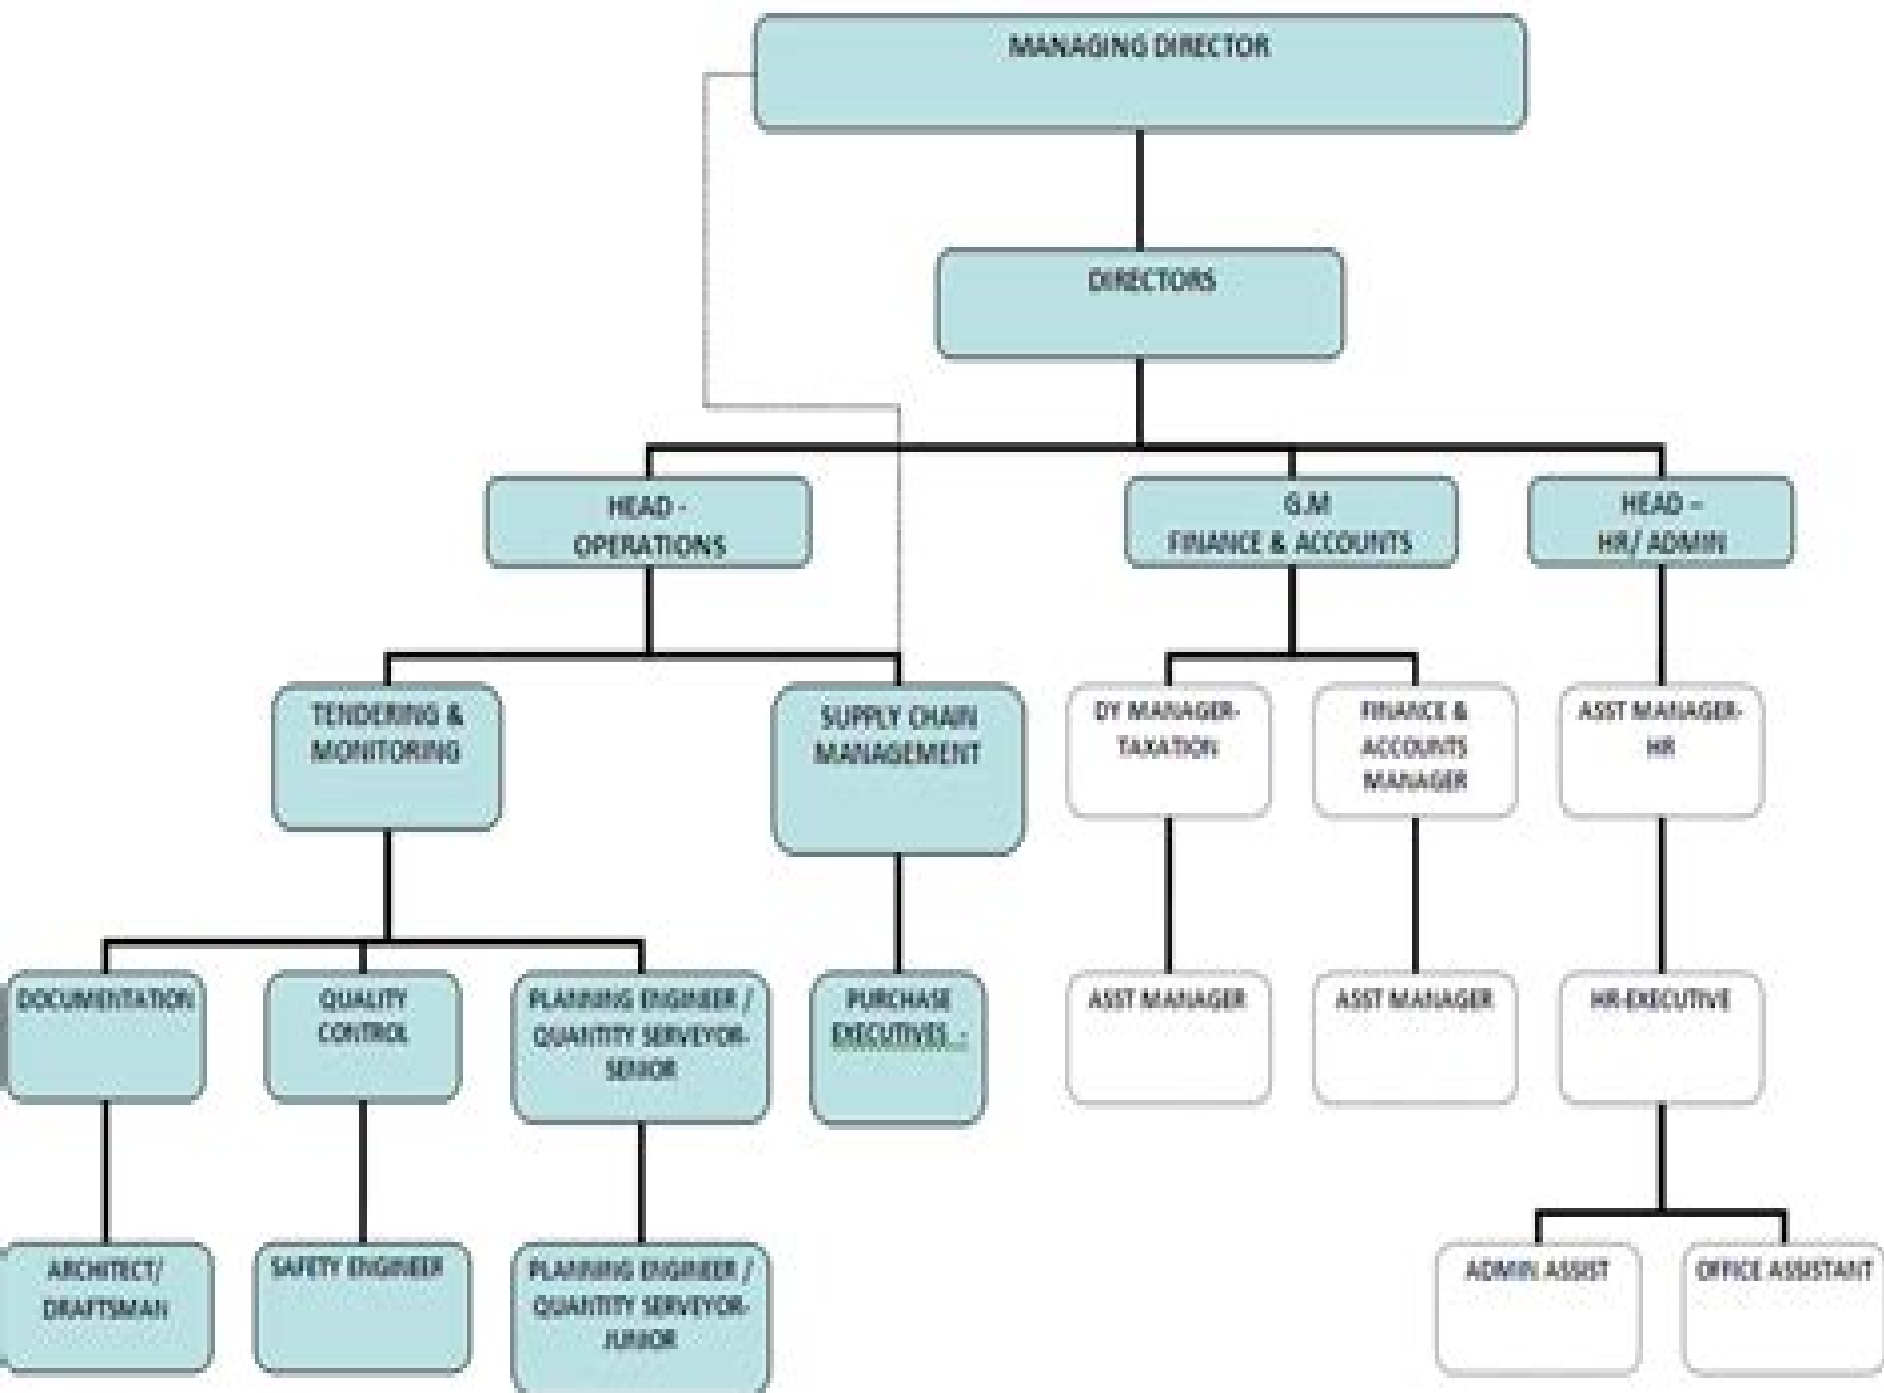 MANAGING DIRECTOR
DIRECTORS
HEAD -
OPERATIONS
G.M
FINANCE & ACCOUNTS
HEAD –
HR/ ADMIN
TENDERING &
MONITORING
SUPPLY CHAIN
MANAGEMENT
DY MANAGER-
TAXATION
FINANCE &
ACCOUNTS
MANAGER
ASST MANAGER-
HR
DOCUMENTATION
QUALITY
CONTROL
PLANNING ENGINEER /
QUANTITY SERVEYOR-
SENIOR
PURCHASE
EXECUTIVES -
ASST MANAGER
ASST MANAGER
HR-EXECUTIVE
ARCHITECT/
DRAFTSMAN
SAFETY ENGINEER
PLANNING ENGINEER /
QUANTITY SERVEYOR-
JUNIOR
ADMIN ASSIST
OFFICE ASSISTANT